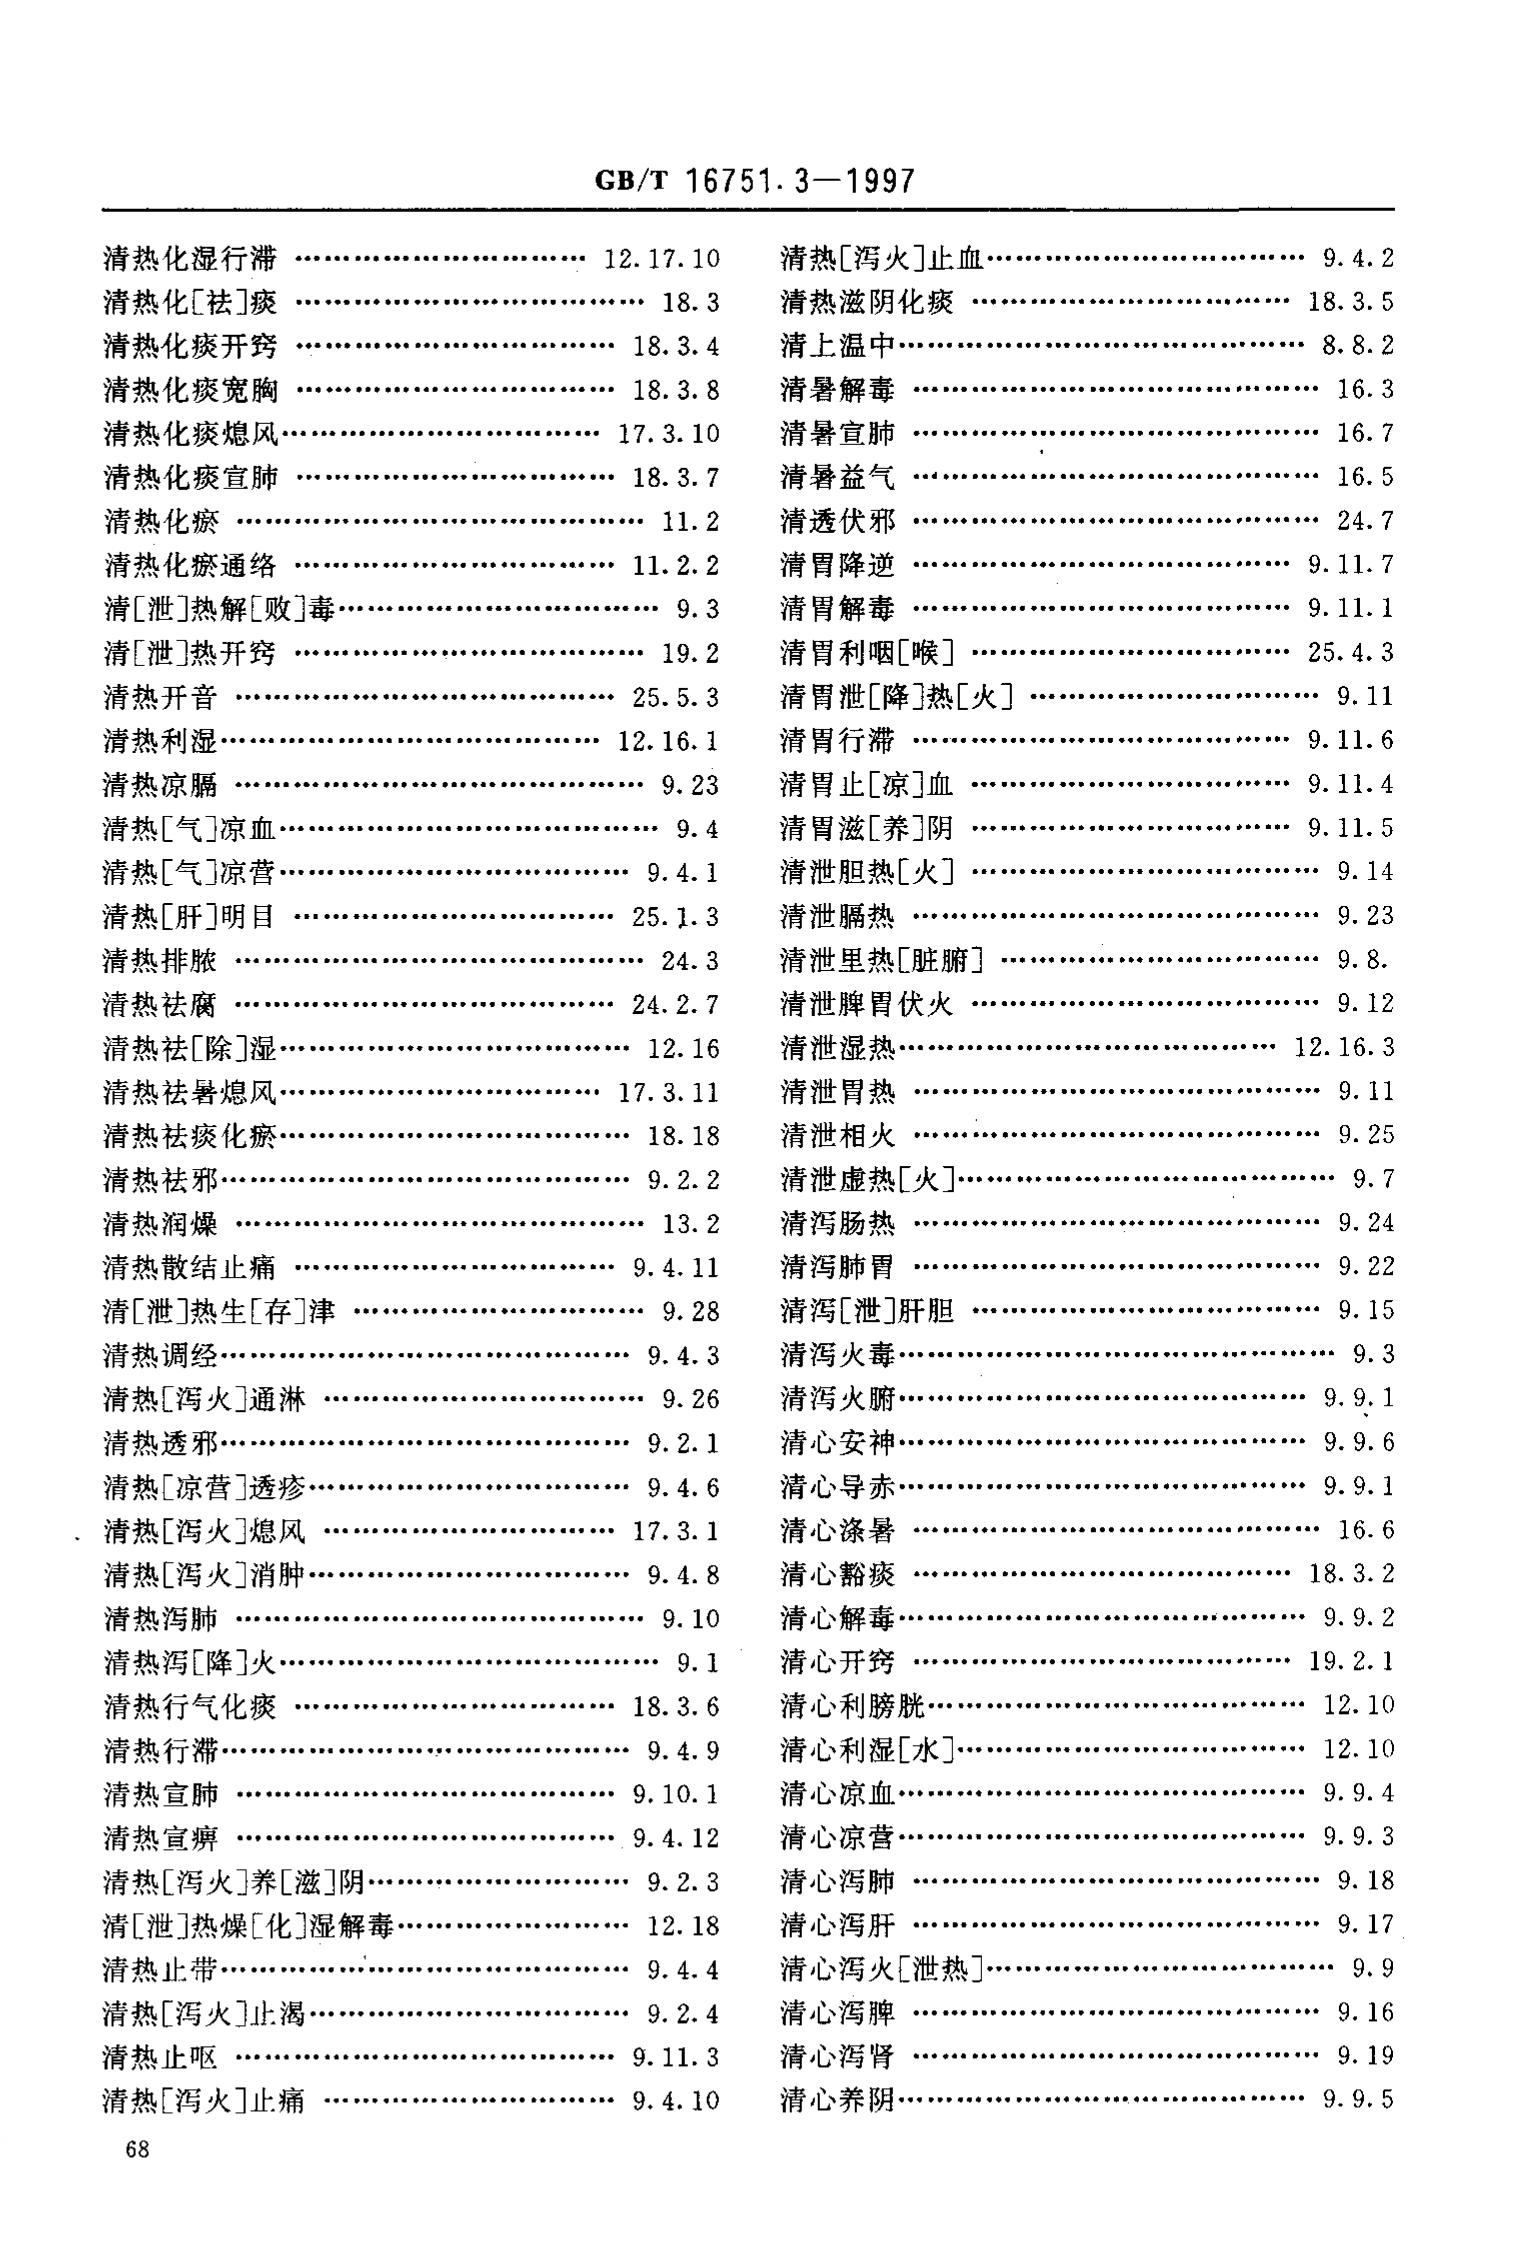 GB/T 16751.3—1997
清热化湿行滞 …… 12.17.10
清热化[祛]痰 …… 18.3
清热化痰开窍 …… 18.3.4
清热化痰宽胸 …… 18.3.8
清热化痰熄风…… 17.3.10
清热化痰宣肺 …… 18.3.7
清热化瘀 …… 11.2
清热化瘀通络 …… 11.2.2
清[泄]热解[败]毒…… 9.3
清[泄]热开窍 …… 19.2
清热开音 …… 25.5.3
清热利湿…… 12.16.1
清热凉膈 …… 9.23
清热[气]凉血…… 9.4
清热[气]凉营…… 9.4.1
清热[肝]明目 …… 25.1.3
清热排脓 …… 24.3
清热祛腐 …… 24.2.7
清热祛[除]湿…… 12.16
清热祛暑熄风…… 17.3.11
清热祛痰化瘀…… 18.18
清热祛邪…… 9.2.2
清热润燥 …… 13.2
清热散结止痛 …… 9.4.11
清[泄]热生[存]津 …… 9.28
清热调经…… 9.4.3
清热[泻火]通淋 …… 9.26
清热透邪…… 9.2.1
清热[凉营]透疹…… 9.4.6
清热[泻火]熄风 …… 17.3.1
清热[泻火]消肿…… 9.4.8
清热泻肺 …… 9.10
清热泻[降]火…… 9.1
清热行气化痰 …… 18.3.6
清热行滞…… 9.4.9
清热宣肺 …… 9.10.1
清热宣痹 …… 9.4.12
清热[泻火]养[滋]阴…… 9.2.3
清[泄]热燥[化]湿解毒…… 12.18
清热止带…… 9.4.4
清热[泻火]止渴…… 9.2.4
清热止呕 …… 9.11.3
清热[泻火]止痛 …… 9.4.10
清热[泻火]止血…… 9.4.2
清热滋阴化痰 …… 18.3.5
清上温中…… 8.8.2
清暑解毒 …… 16.3
清暑宣肺 …… 16.7
清暑益气 …… 16.5
清透伏邪 …… 24.7
清胃降逆 …… 9.11.7
清胃解毒 …… 9.11.1
清胃利咽[喉] …… 25.4.3
清胃泄[降]热[火] …… 9.11
清胃行滞 …… 9.11.6
清胃止[凉]血 …… 9.11.4
清胃滋[养]阴 …… 9.11.5
清泄胆热[火] …… 9.14
清泄膈热 …… 9.23
清泄里热[脏腑] …… 9.8.
清泄脾胃伏火 …… 9.12
清泄湿热…… 12.16.3
清泄胃热 …… 9.11
清泄相火 …… 9.25
清泄虚热[火]…… 9.7
清泻肠热 …… 9.24
清泻肺胃 …… 9.22
清泻[泄]肝胆 …… 9.15
清泻火毒…… 9.3
清泻火腑…… 9.9.1
清心安神…… 9.9.6
清心导赤…… 9.9.1
清心涤暑 …… 16.6
清心豁痰 …… 18.3.2
清心解毒…… 9.9.2
清心开窍 …… 19.2.1
清心利膀胱…… 12.10
清心利湿[水]…… 12.10
清心凉血…… 9.9.4
清心凉营…… 9.9.3
清心泻肺 …… 9.18
清心泻肝 …… 9.17
清心泻火[泄热]…… 9.9
清心泻脾 …… 9.16
清心泻肾 …… 9.19
清心养阴…… 9.9.5
68